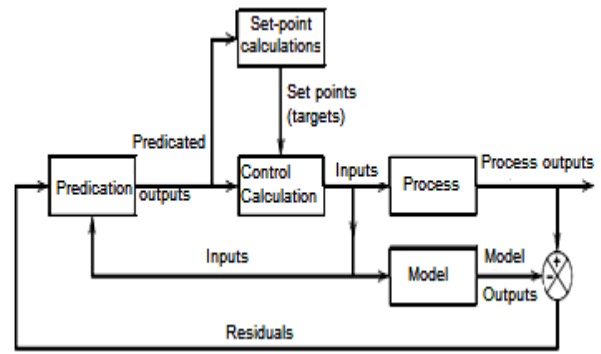 Set-point
calculations
Set points
(targets)
Predicated
outputs
Predication
Control
Calculation
Inputs
Process
Process outputs
Inputs
Model
Model
Outputs
+
-
Residuals